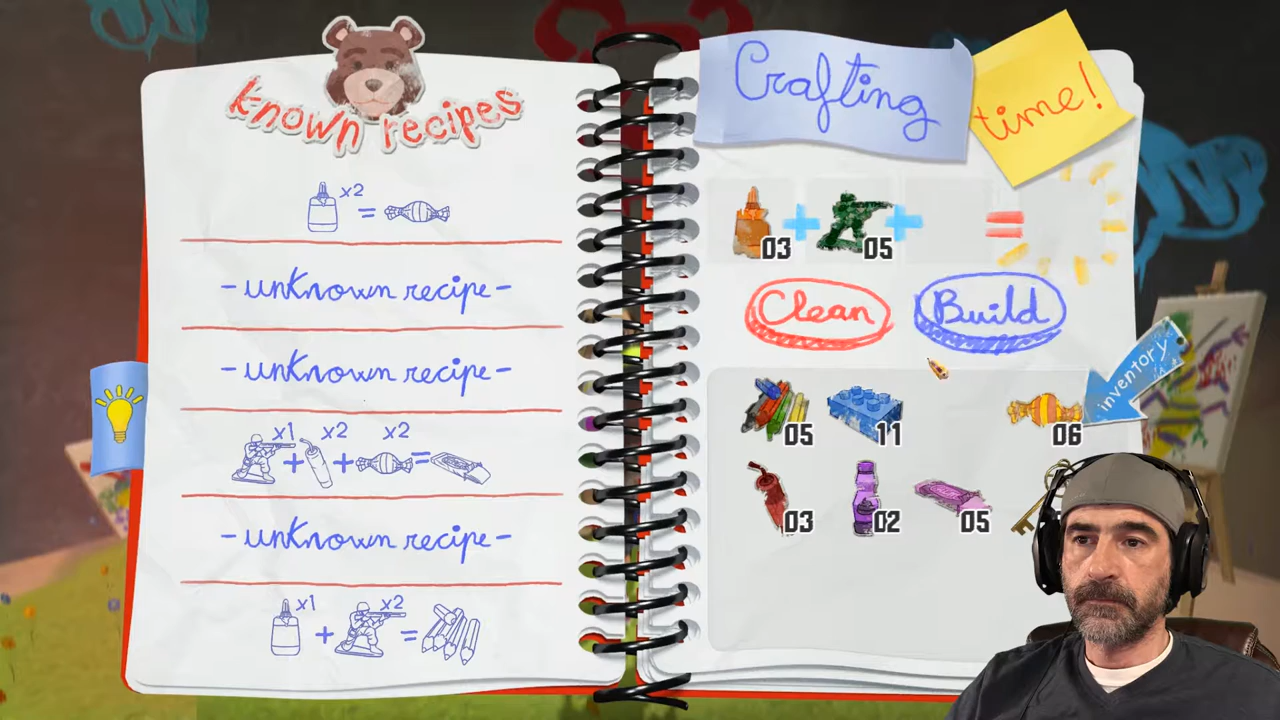 known recipes
x2
=
-unknown recipe-
-unknown recipe-
x1 x2 x2
+ + =
-unknown recipe-
x1 x2
+ =
Crafting
time!
+ + =
03 05
Clean Build
inventory
05 11 06
03 02 05